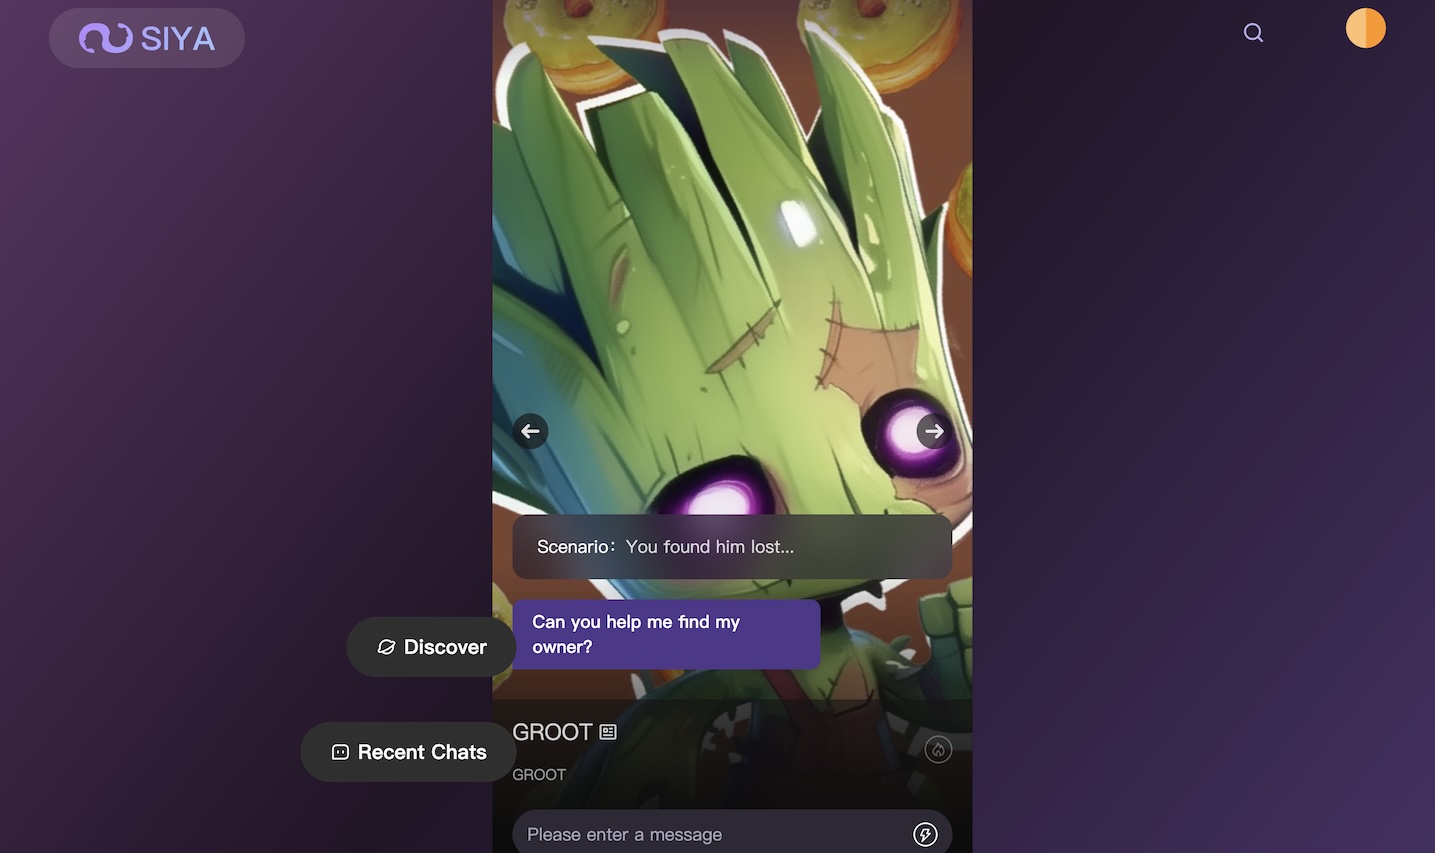 SIYA
Scenario： You found him lost...
Can you help me find my
owner?
Discover
GROOT
Recent Chats
GROOT
Please enter a message